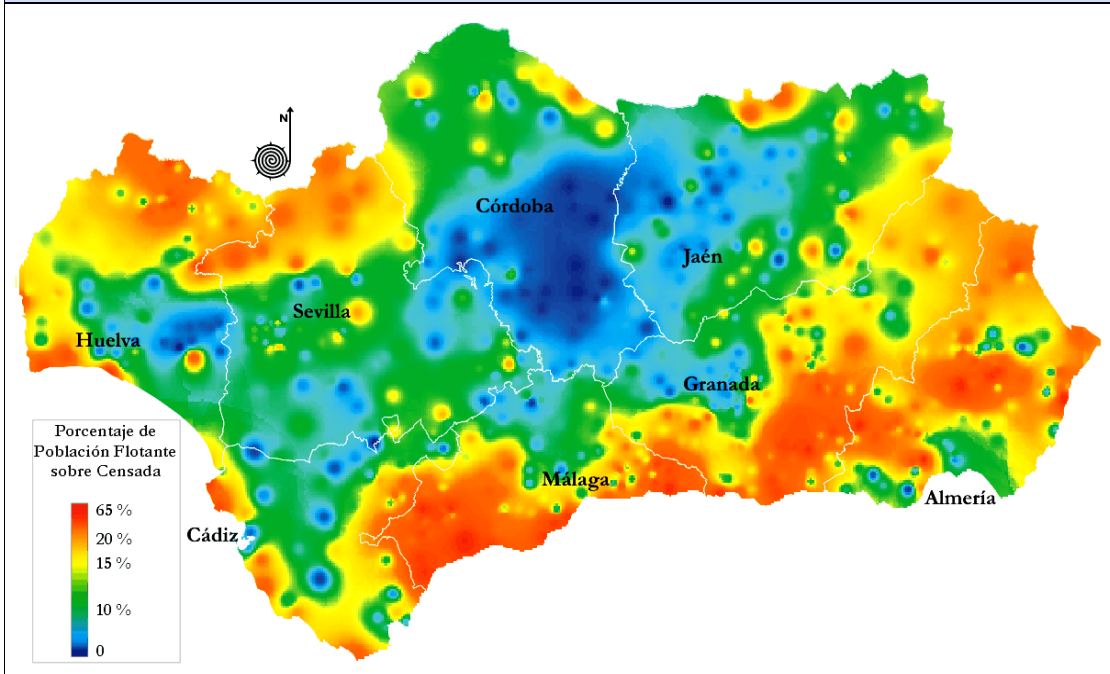 N
Córdoba
Jaén
Sevilla
Huelva
Granada
Málaga
Almería
Cádiz
Porcentaje de
Población Flotante
sobre Censada
65 %
20 %
15 %
10 %
0